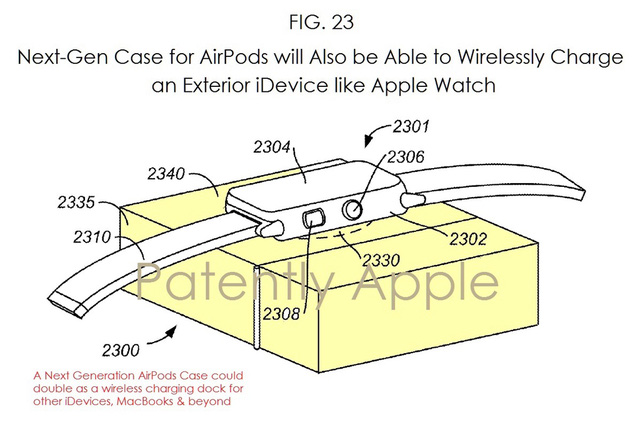 FIG. 23
Next-Gen Case for AirPods will Also be Able to Wirelessly Charge
an Exterior iDevice like Apple Watch
2301
2304
2306
2340
2335
2310
2302
2330
Patently Apple
2308
2300
A Next Generation AirPods Case could
double as a wireless charging dock for
other iDevices, MacBooks & beyond